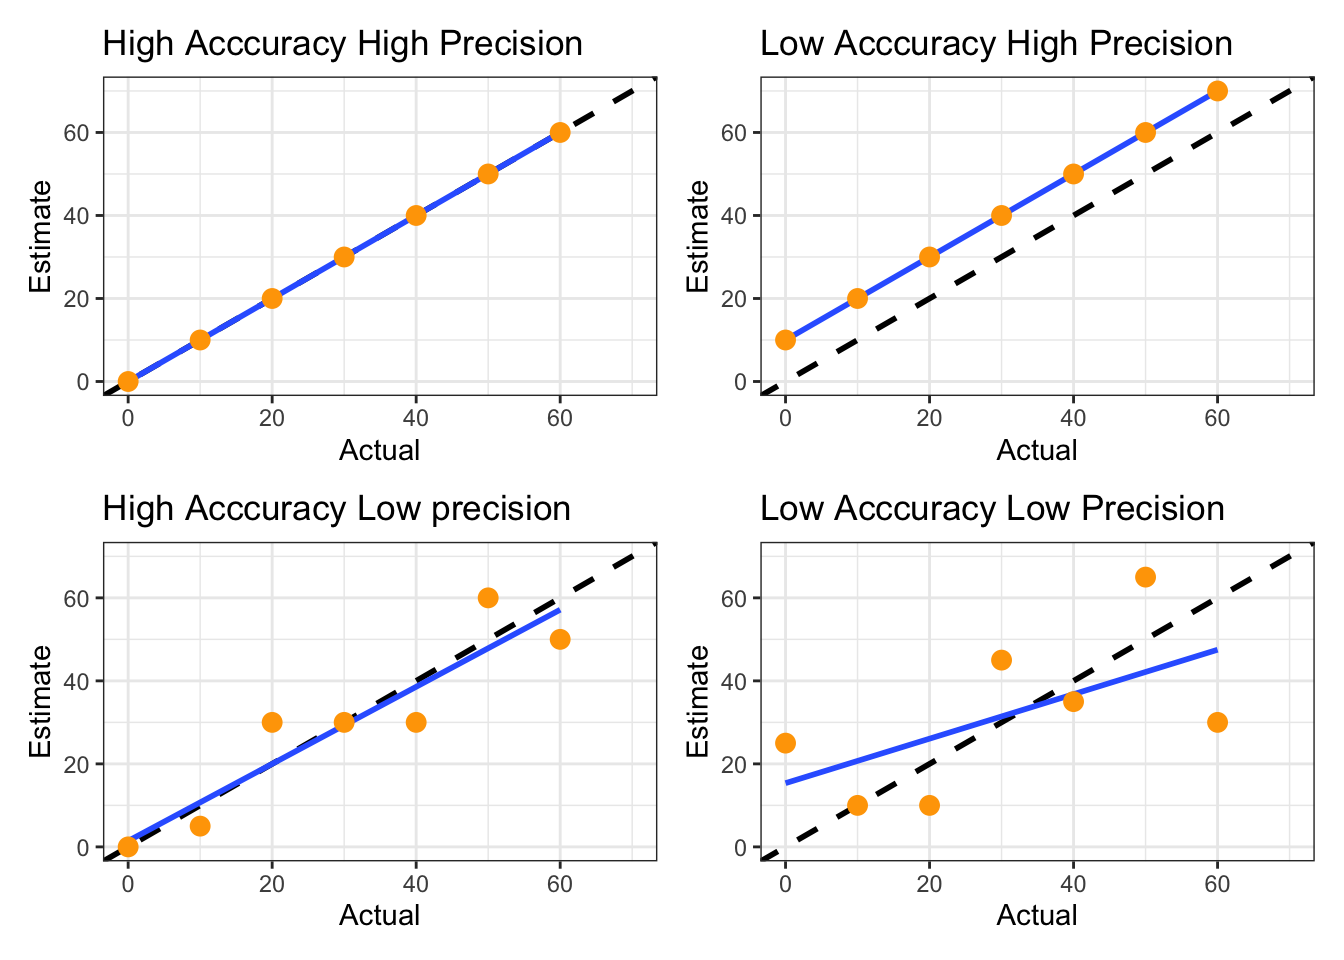 High Acccuracy High Precision
Estimate
60
40
20
0
0 20 40 60
Actual
Low Acccuracy High Precision
Estimate
60
40
20
0
0 20 40 60
Actual
High Acccuracy Low precision
Estimate
60
40
20
0
0 20 40 60
Actual
Low Acccuracy Low Precision
Estimate
60
40
20
0
0 20 40 60
Actual